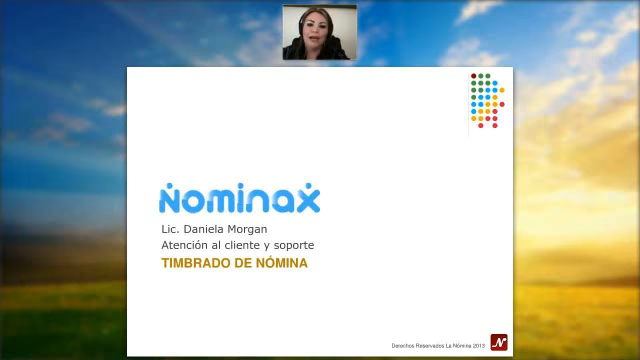 Nominax
Lic. Daniela Morgan
Atención al cliente y soporte
TIMBRADO DE NÓMINA
Derechos Reservados La Nómina 2013
N